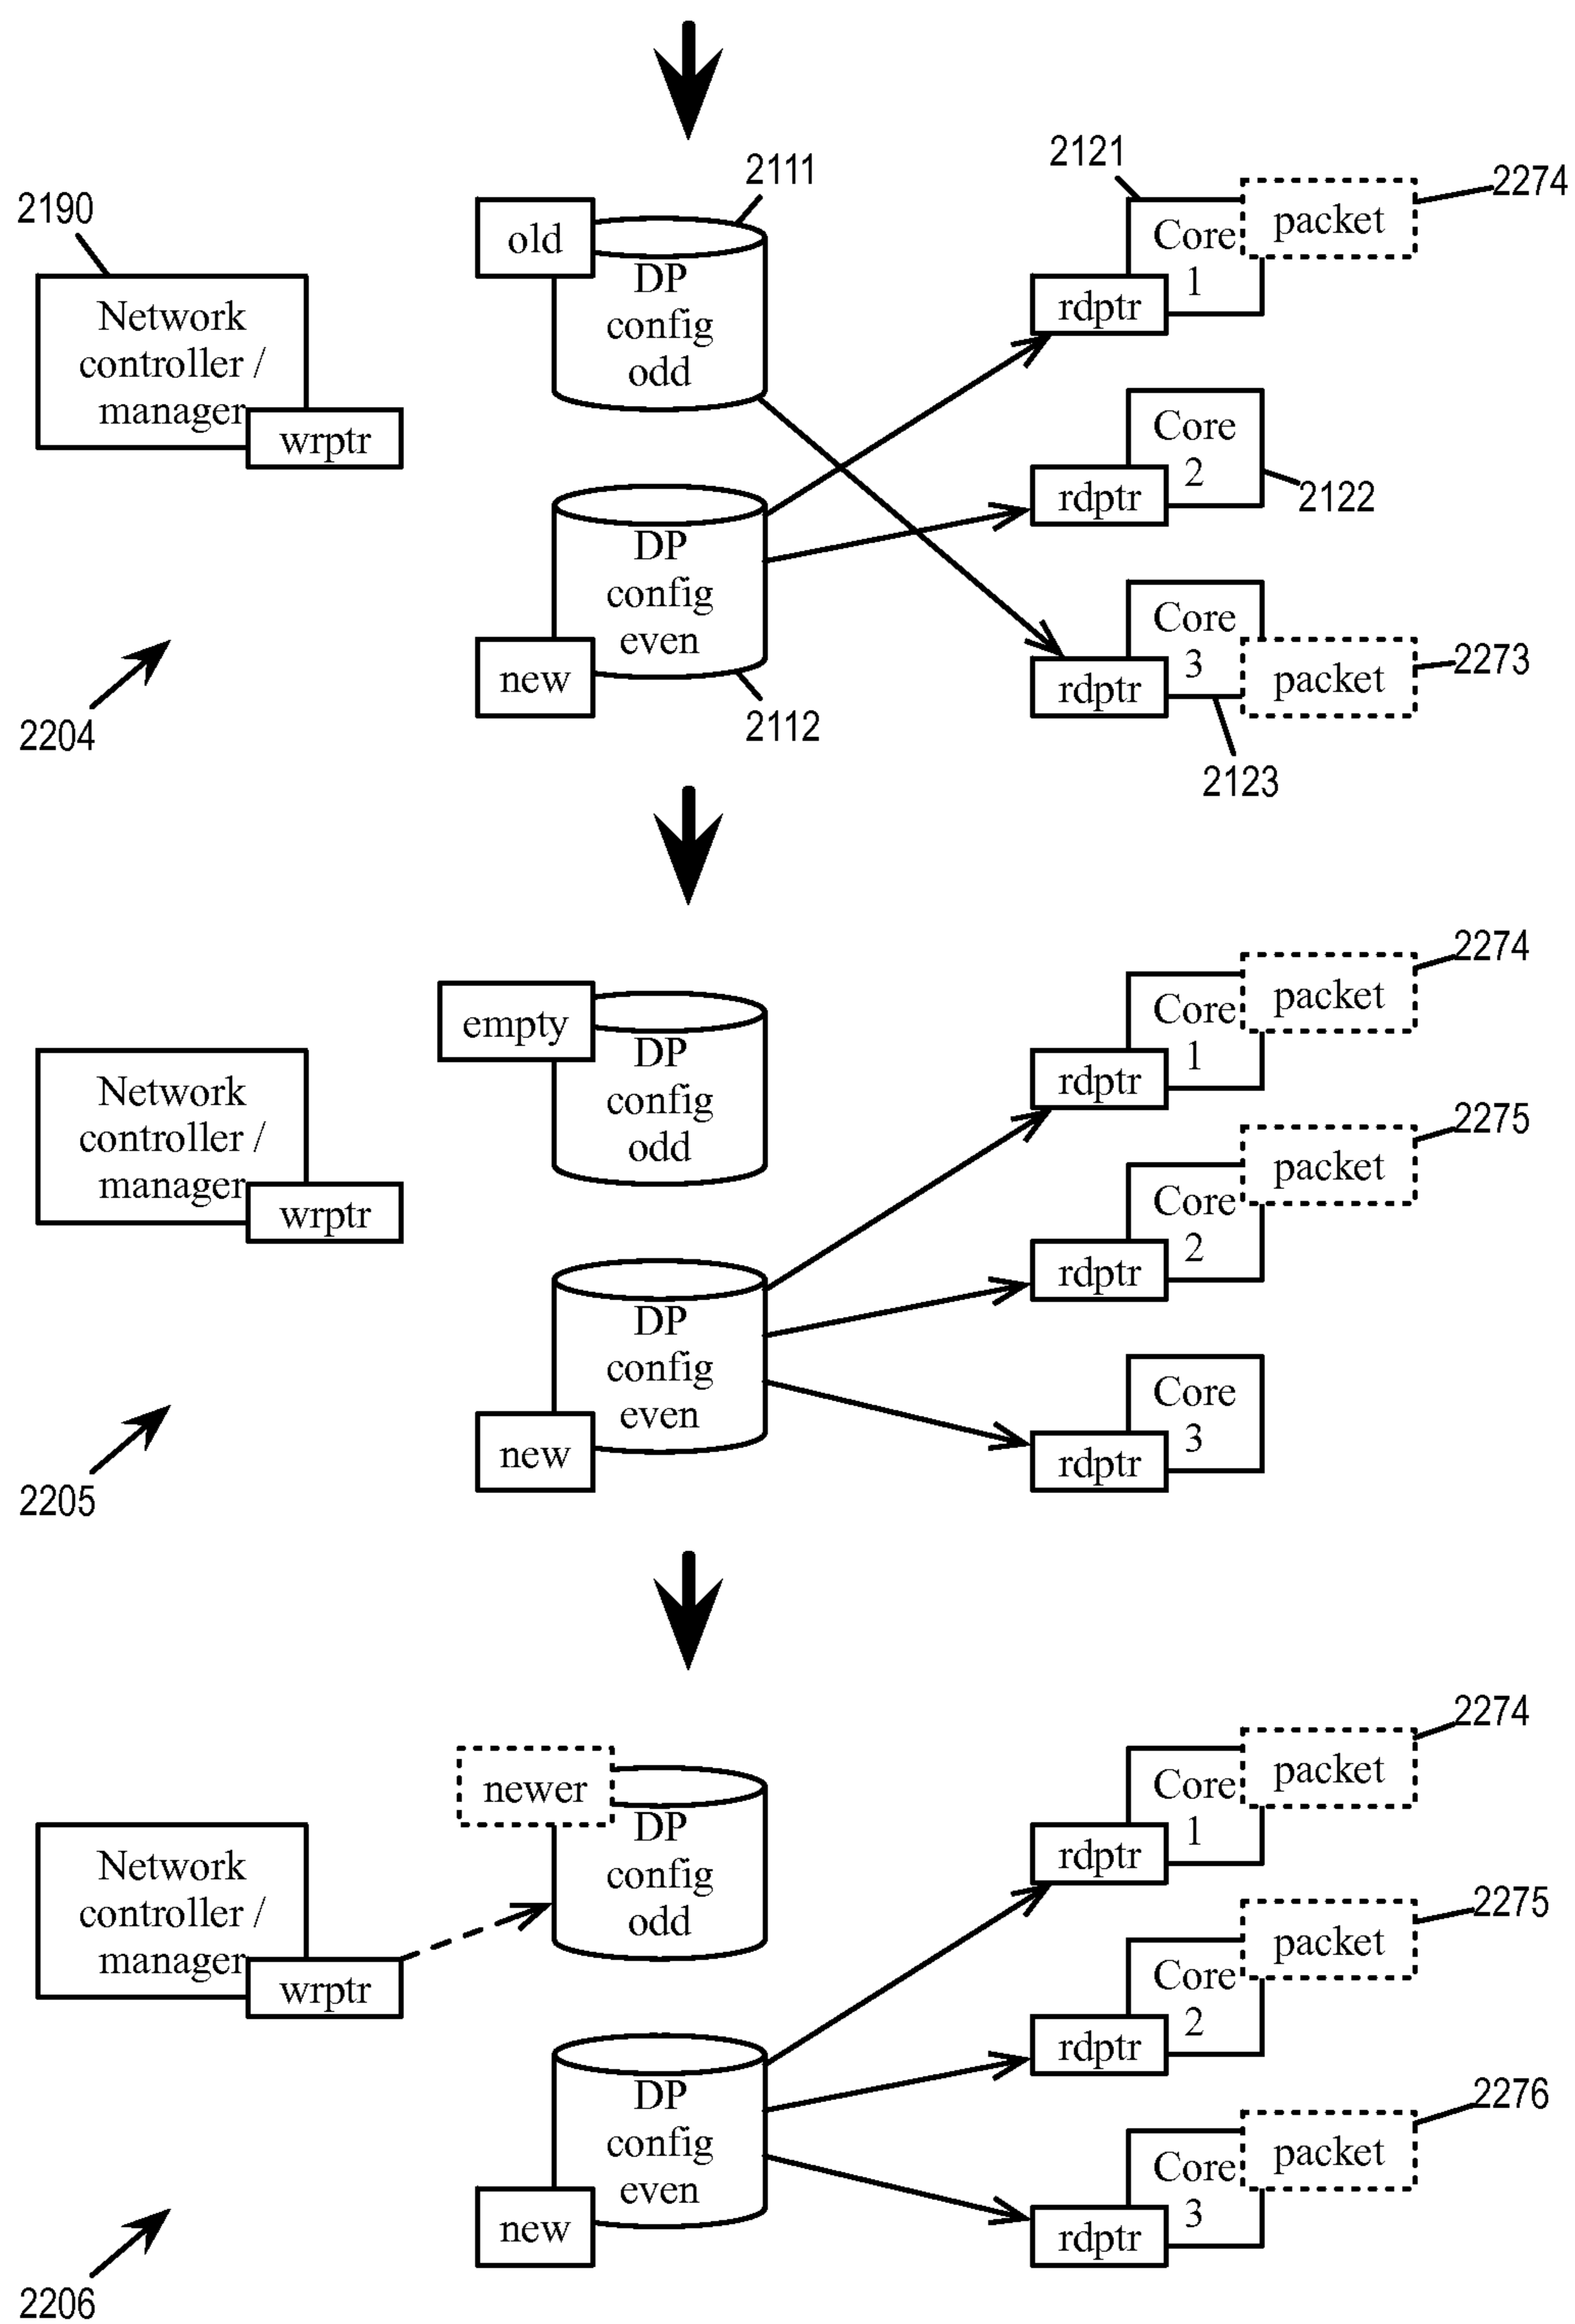 2111
2121
2274
2190
old
Core
1
packet
DP
config
odd
rdptr
Network
controller /
manager
wrptr
Core
2
rdptr
2122
DP
config
even
new
Core
3
packet
2273
rdptr
2204
2112
2123
2274
empty
Core
1
packet
DP
config
odd
rdptr
2275
Network
controller /
manager
wrptr
packet
Core
2
rdptr
DP
config
even
new
Core
3
rdptr
2205
2274
newer
Core
1
packet
DP
config
odd
rdptr
2275
Network
controller /
manager
wrptr
packet
Core
2
rdptr
2276
DP
config
even
new
packet
Core
3
rdptr
2206